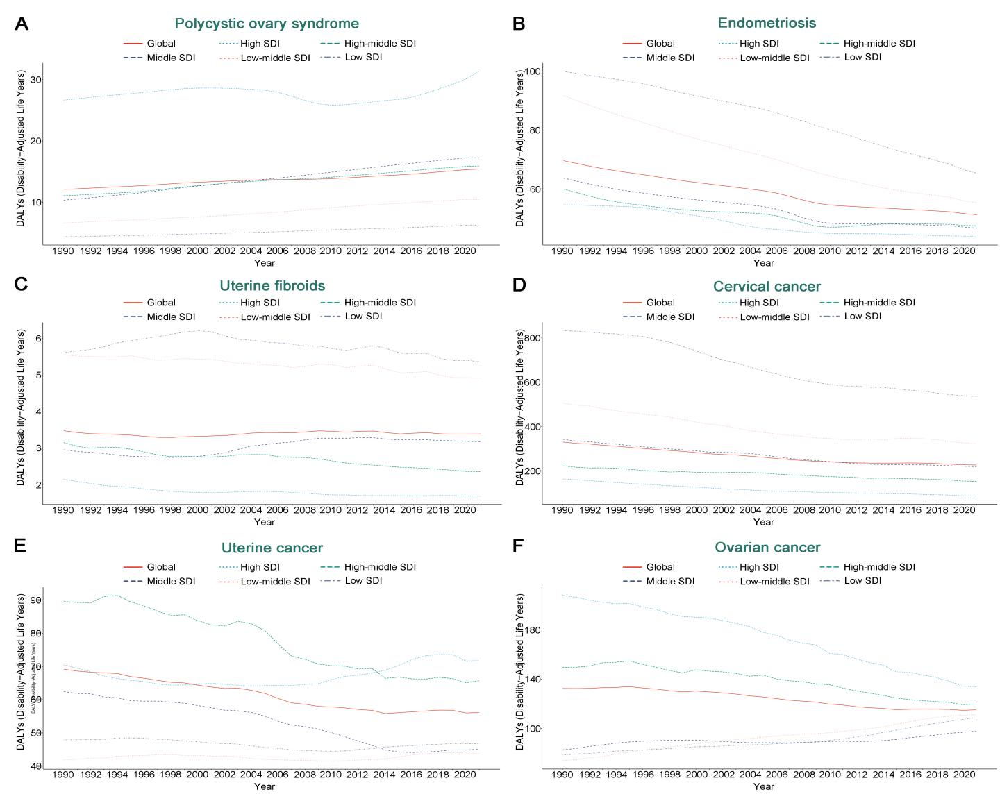 A
Polycystic ovary syndrome
Global High SDI High-middle SDI
Middle SDI Low-middle SDI Low SDI
DALYs (Disability-Adjusted Life Years)
30
20
10
1990 1992 1994 1996 1998 2000 2002 2004 2006 2008 2010 2012 2014 2016 2018 2020
Year
B
Endometriosis
Global High SDI High-middle SDI
Middle SDI Low-middle SDI Low SDI
DALYs (Disability-Adjusted Life Years)
100
80
60
1990 1992 1994 1996 1998 2000 2002 2004 2006 2008 2010 2012 2014 2016 2018 2020
Year
C
Uterine fibroids
Global High SDI High-middle SDI
Middle SDI Low-middle SDI Low SDI
DALYs (Disability-Adjusted Life Years)
6
5
4
3
2
1990 1992 1994 1996 1998 2000 2002 2004 2006 2008 2010 2012 2014 2016 2018 2020
Year
D
Cervical cancer
Global High SDI High-middle SDI
Middle SDI Low-middle SDI Low SDI
DALYs (Disability-Adjusted Life Years)
800
600
400
200
1990 1992 1994 1996 1998 2000 2002 2004 2006 2008 2010 2012 2014 2016 2018 2020
Year
E
Uterine cancer
Global High SDI High-middle SDI
Middle SDI Low-middle SDI Low SDI
DALYs (Disability-Adjusted Life Years)
DALYs (Disability-Adjusted Life Years)
90
80
70
60
50
40
1990 1992 1994 1996 1998 2000 2002 2004 2006 2008 2010 2012 2014 2016 2018 2020
Year
F
Ovarian cancer
Global High SDI High-middle SDI
Middle SDI Low-middle SDI Low SDI
DALYs (Disability-Adjusted Life Years)
180
140
100
1990 1992 1994 1996 1998 2000 2002 2004 2006 2008 2010 2012 2014 2016 2018 2020
Year